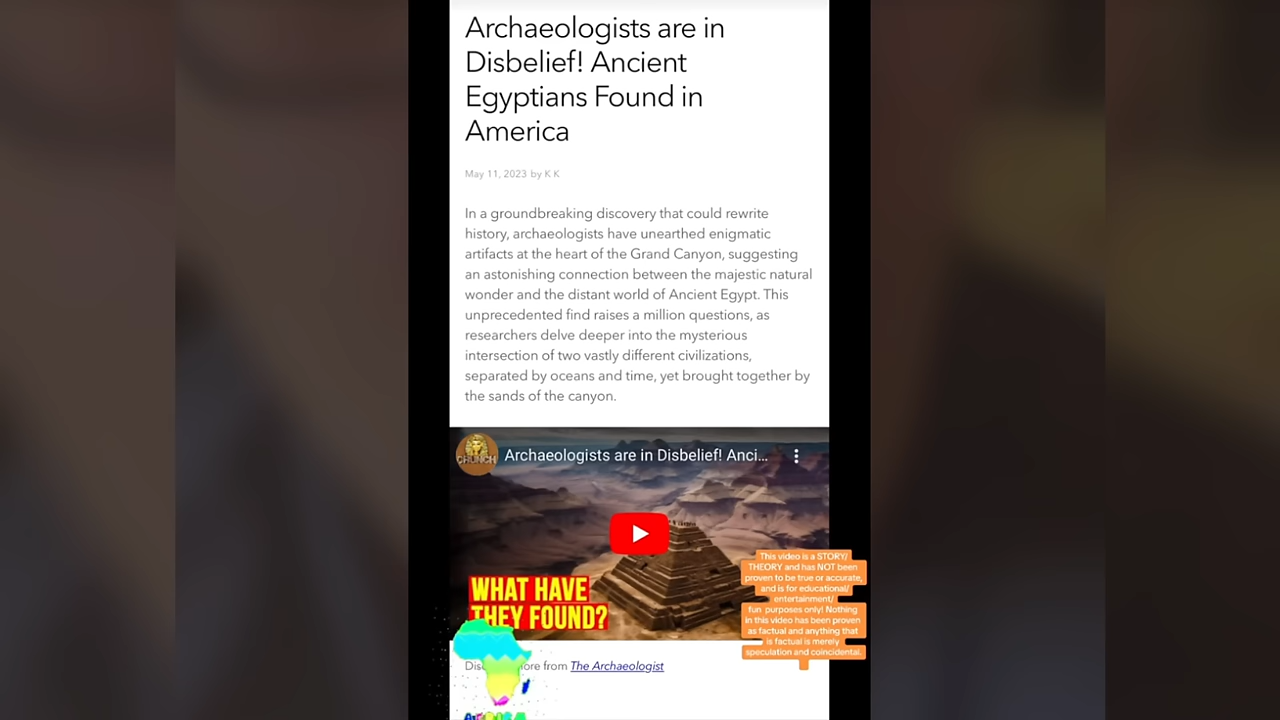 Archaeologists are in
Disbelief! Ancient
Egyptians Found in
America
May 11, 2023 by K K
In a groundbreaking discovery that could rewrite
history, archaeologists have unearthed enigmatic
artifacts at the heart of the Grand Canyon, suggesting
an astonishing connection between the majestic natural
wonder and the distant world of Ancient Egypt. This
unprecedented find raises a million questions, as
researchers delve deeper into the mysterious
intersection of two vastly different civilizations,
separated by oceans and time, yet brought together by
the sands of the canyon.
CRUNCH
Archaeologists are in Disbelief! Anci...
WHAT HAVE
THEY FOUND?
This video is a STORY/
THEORY and has NOT been
proven to be true or accurate,
and is for educational/
entertainment/
fun purposes only! Nothing
in this video has been proven
as factual and anything that
is factual is merely
speculation and coincidental.
from The Archaeologist